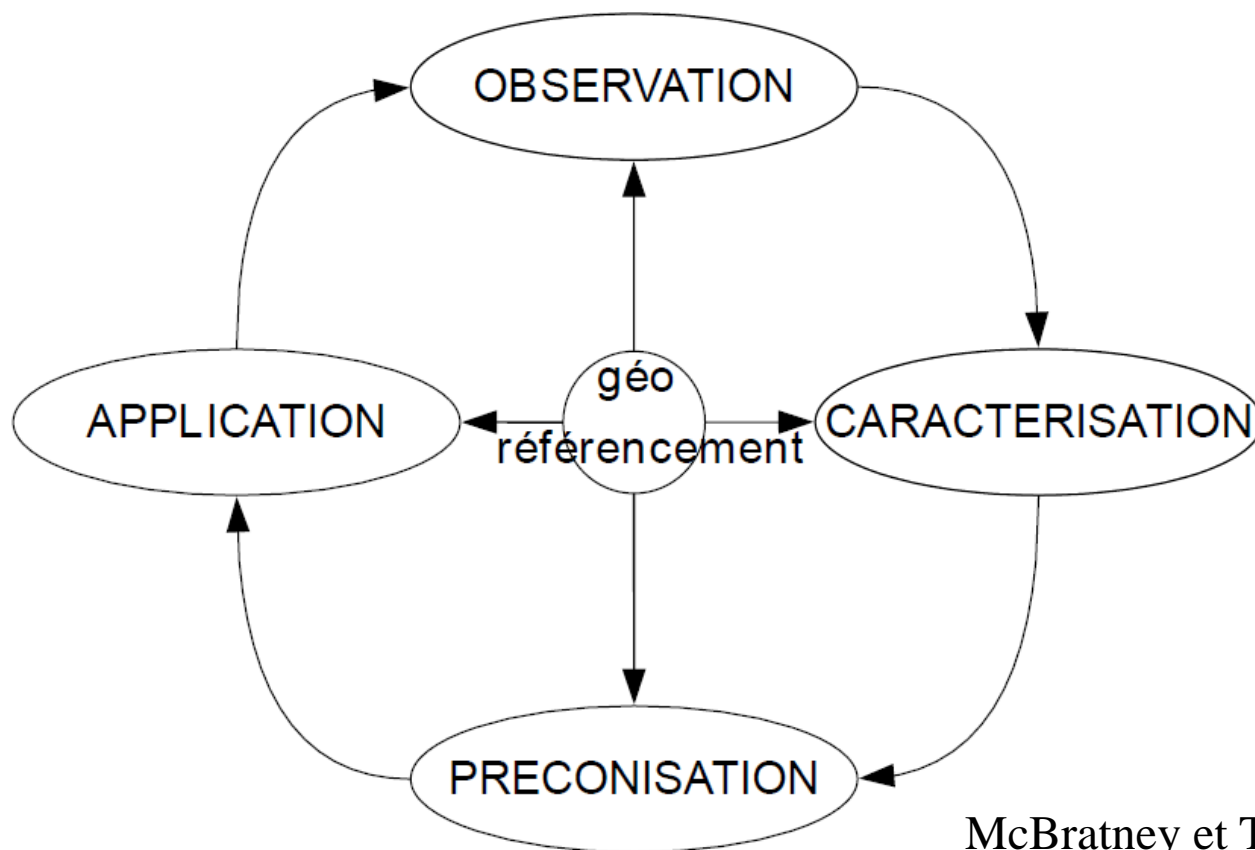 OBSERVATION
géo
référencement
APPLICATION
CARACTERISATION
PRECONISATION
McBratney et